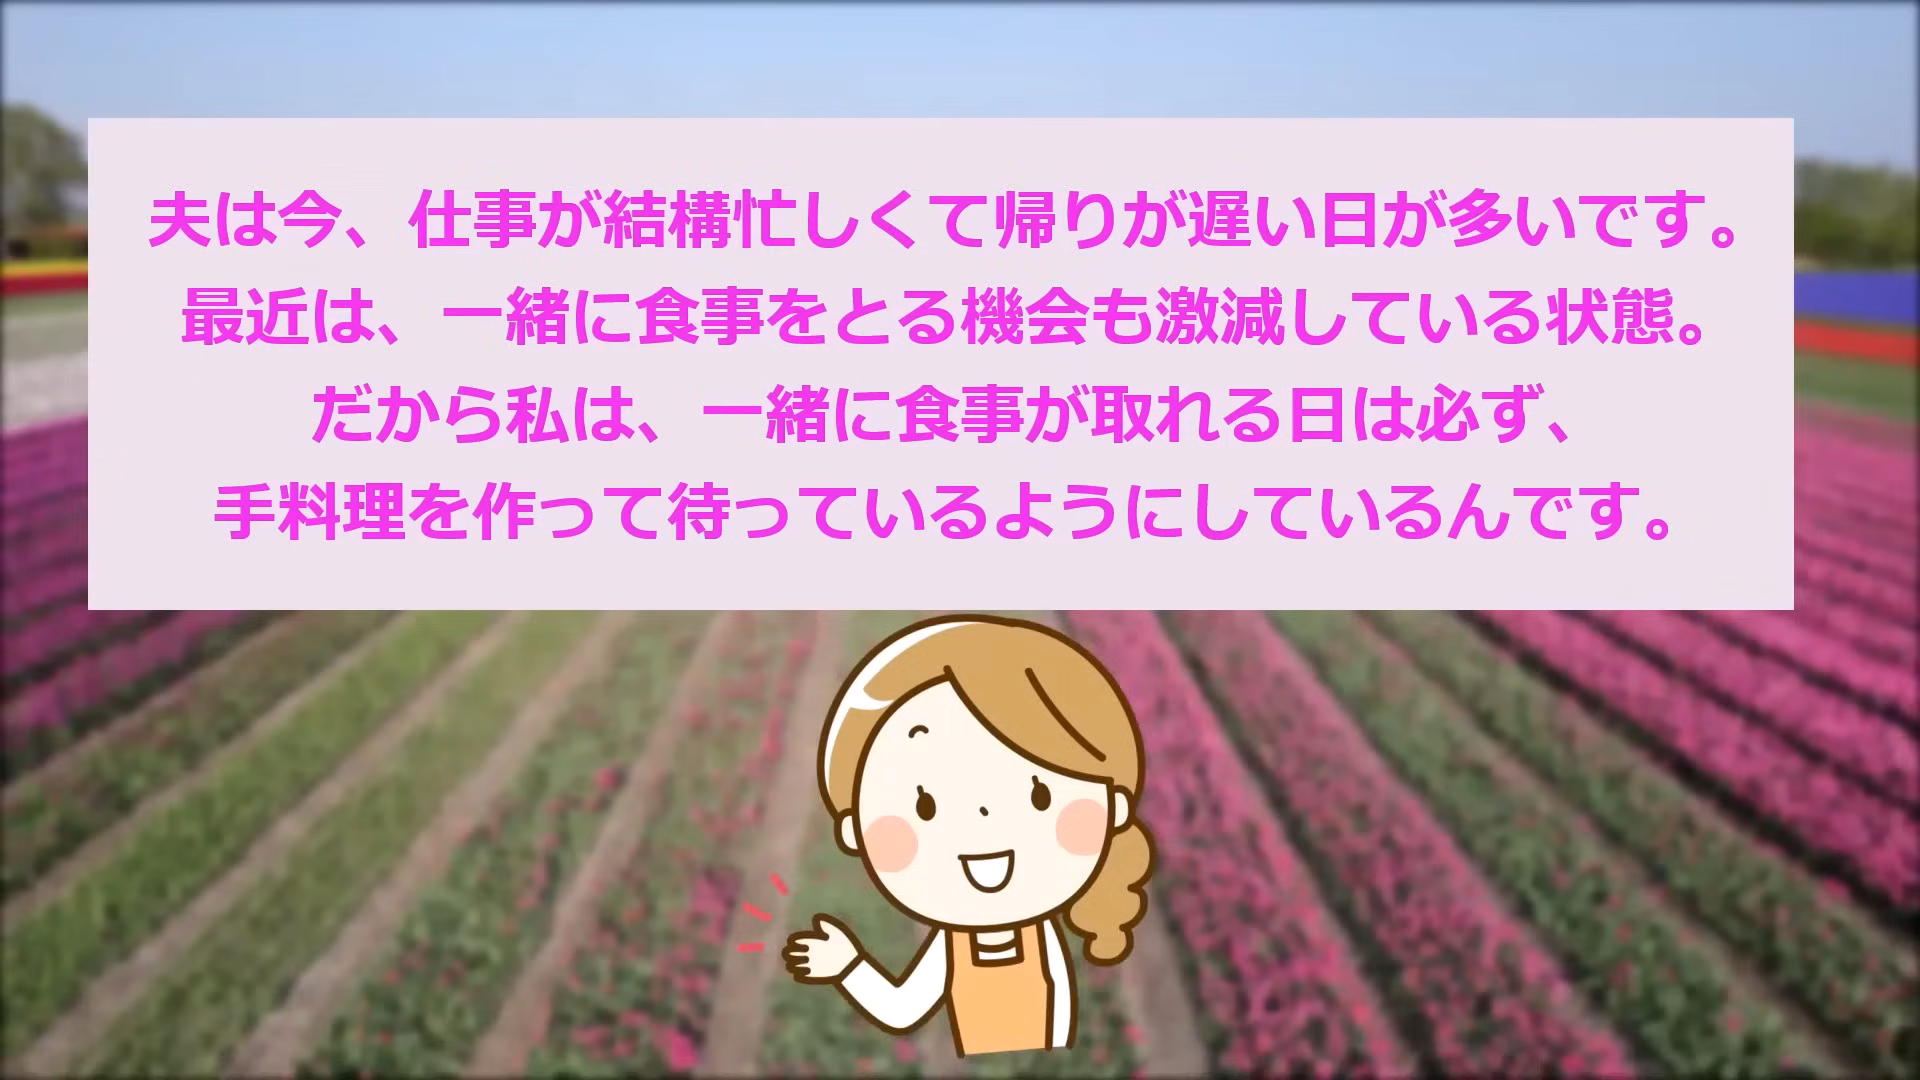 夫は今、仕事が結構忙しくて帰りが遅い日が多いです。
最近は、一緒に食事をとる機会も激減している状態。
だから私は、一緒に食事が取れる日は必ず、
手料理を作って待っているようにしているんです。